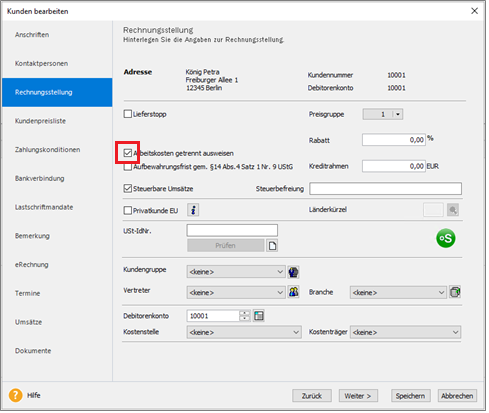 Kunden bearbeiten
Anschriften
Kontaktpersonen
Rechnungsstellung
Kundenpreisliste
Zahlungskonditionen
Bankverbindung
Lastschriftmandate
Bemerkung
eRechnung
Termine
Umsätze
Dokumente
Rechnungsstellung
Hinterlegen Sie die Angaben zur Rechnungsstellung.
Adresse
König Petra
Freiburger Allee 1
12345 Berlin
Kundennummer 10001
Debitorenkonto 10001
Lieferstopp
Preisgruppe 1
Rabatt 0,00 %
Arbeitskosten getrennt ausweisen
Aufbewahrungsfrist gem. §14 Abs.4 Satz 1 Nr. 9 UStG
Kreditrahmen 0,00 EUR
Steuerbare Umsätze
Steuerbefreiung
Privatkunde EU i
Länderkürzel
USt-IdNr.
Prüfen
S
Kundengruppe <keine>
Vertreter <keine>
Branche <keine>
Debitorenkonto 10001
Kostenstelle <keine>
Kostenträger <keine>
? Hilfe
Zurück
Weiter >
Speichern
Abbrechen